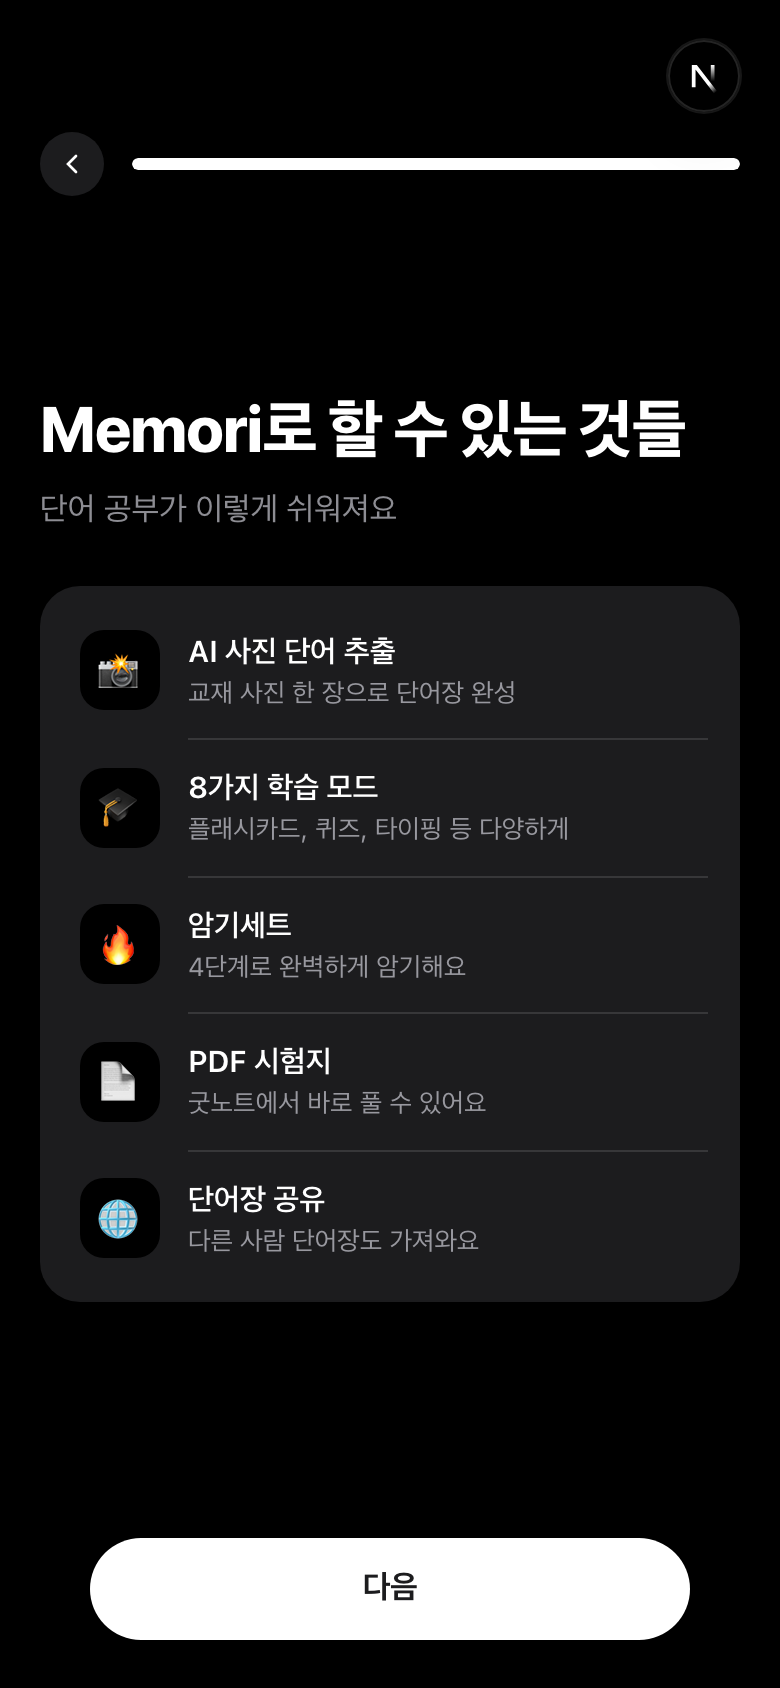 N
Memori로 할 수 있는 것들
단어 공부가 이렇게 쉬워져요
AI 사진 단어 추출
교재 사진 한 장으로 단어장 완성
8가지 학습 모드
플래시카드, 퀴즈, 타이핑 등 다양하게
암기세트
4단계로 완벽하게 암기해요
PDF 시험지
굿노트에서 바로 풀 수 있어요
단어장 공유
다른 사람 단어장도 가져와요
다음